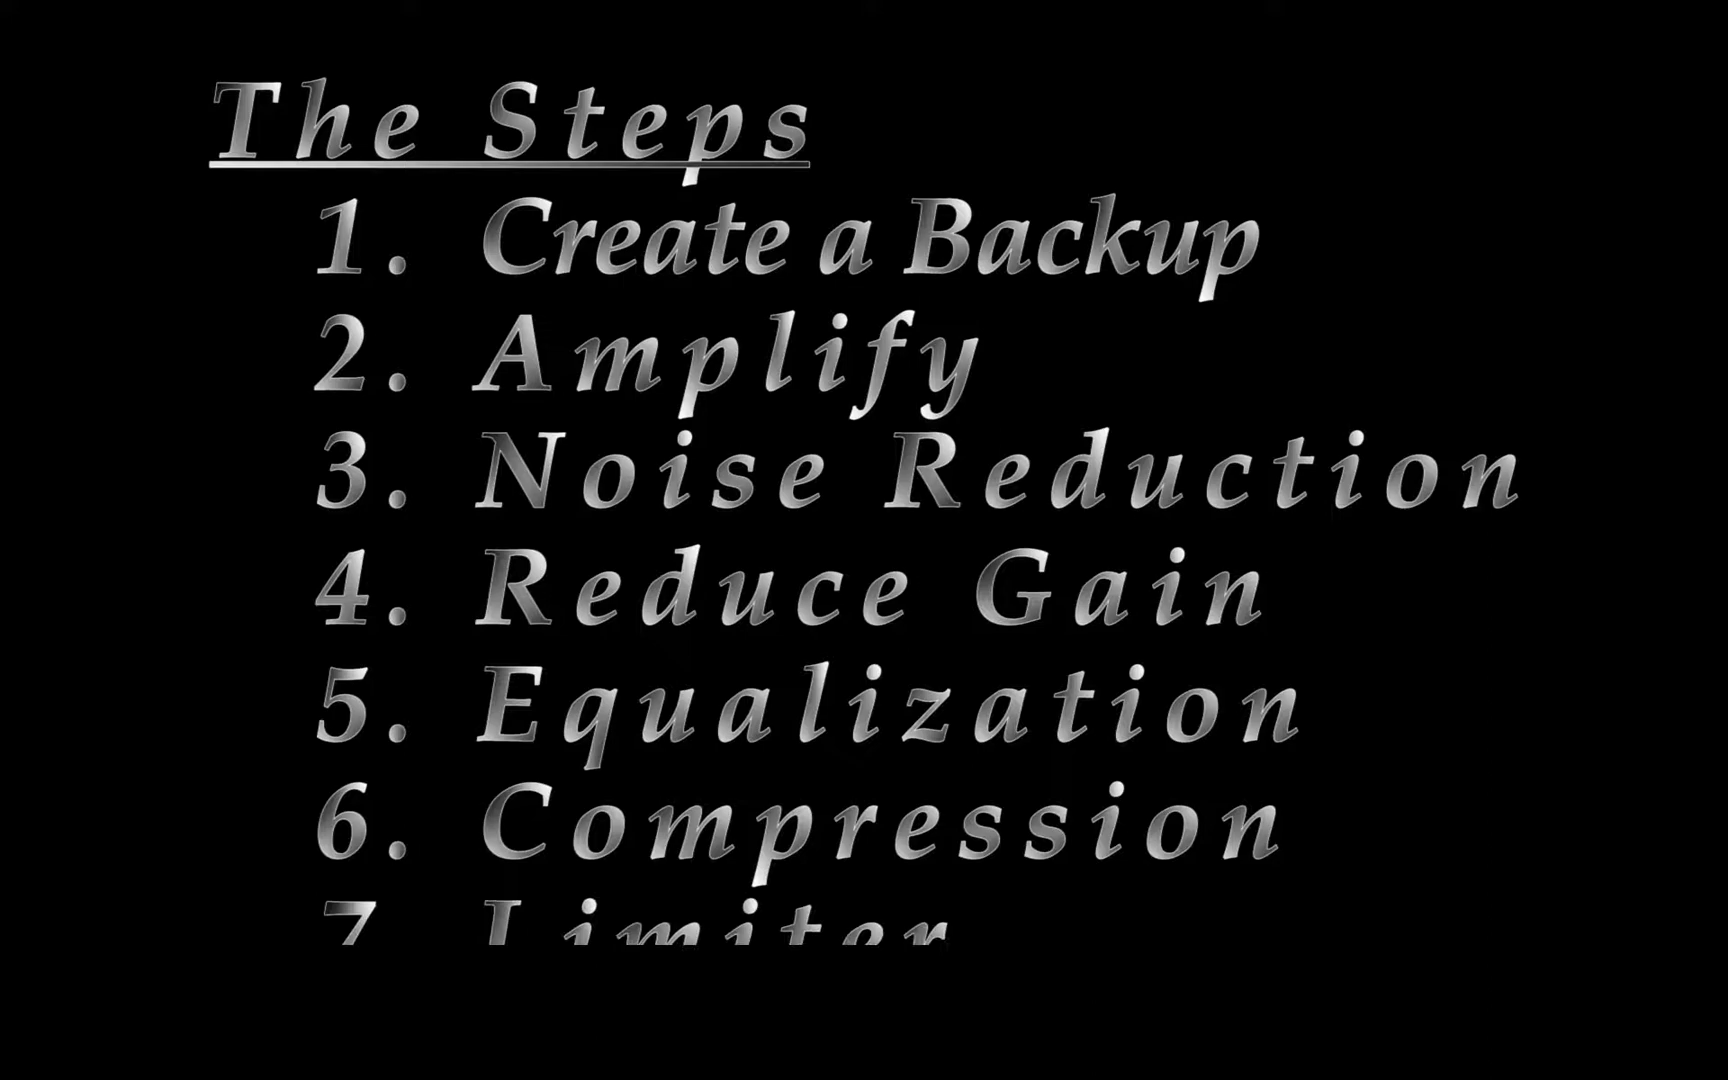 The Steps
1. Create a Backup
2. Amplify
3. Noise Reduction
4. Reduce Gain
5. Equalization
6. Compression
7. Limiter